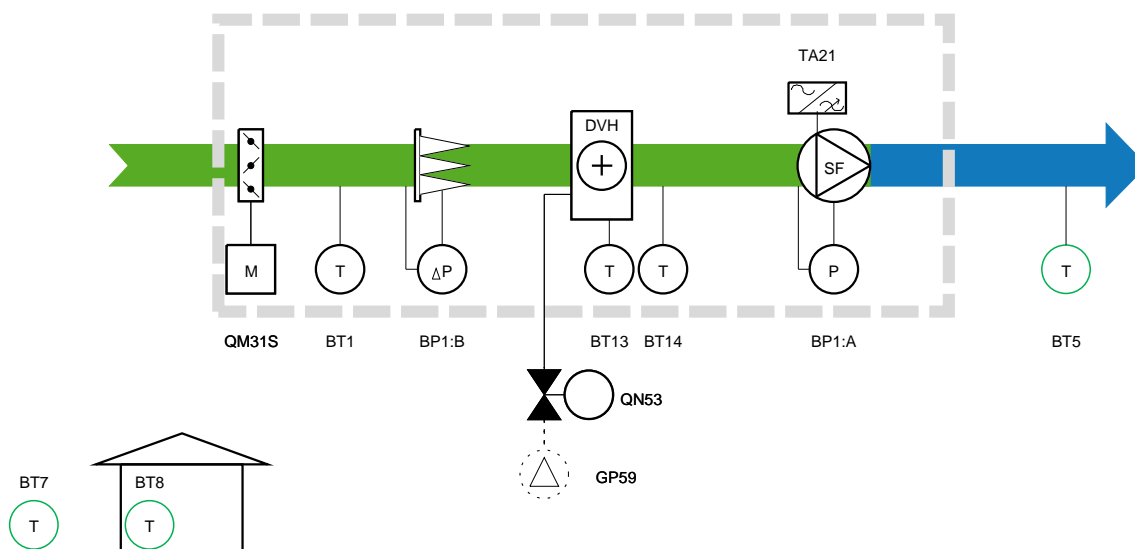 TA21
DVH
SF
M
T
ΔP
T
T
P
T
QM31S
BT1
BP1:B
BT13
BT14
BP1:A
BT5
QN53
GP59
BT7
BT8
T
T